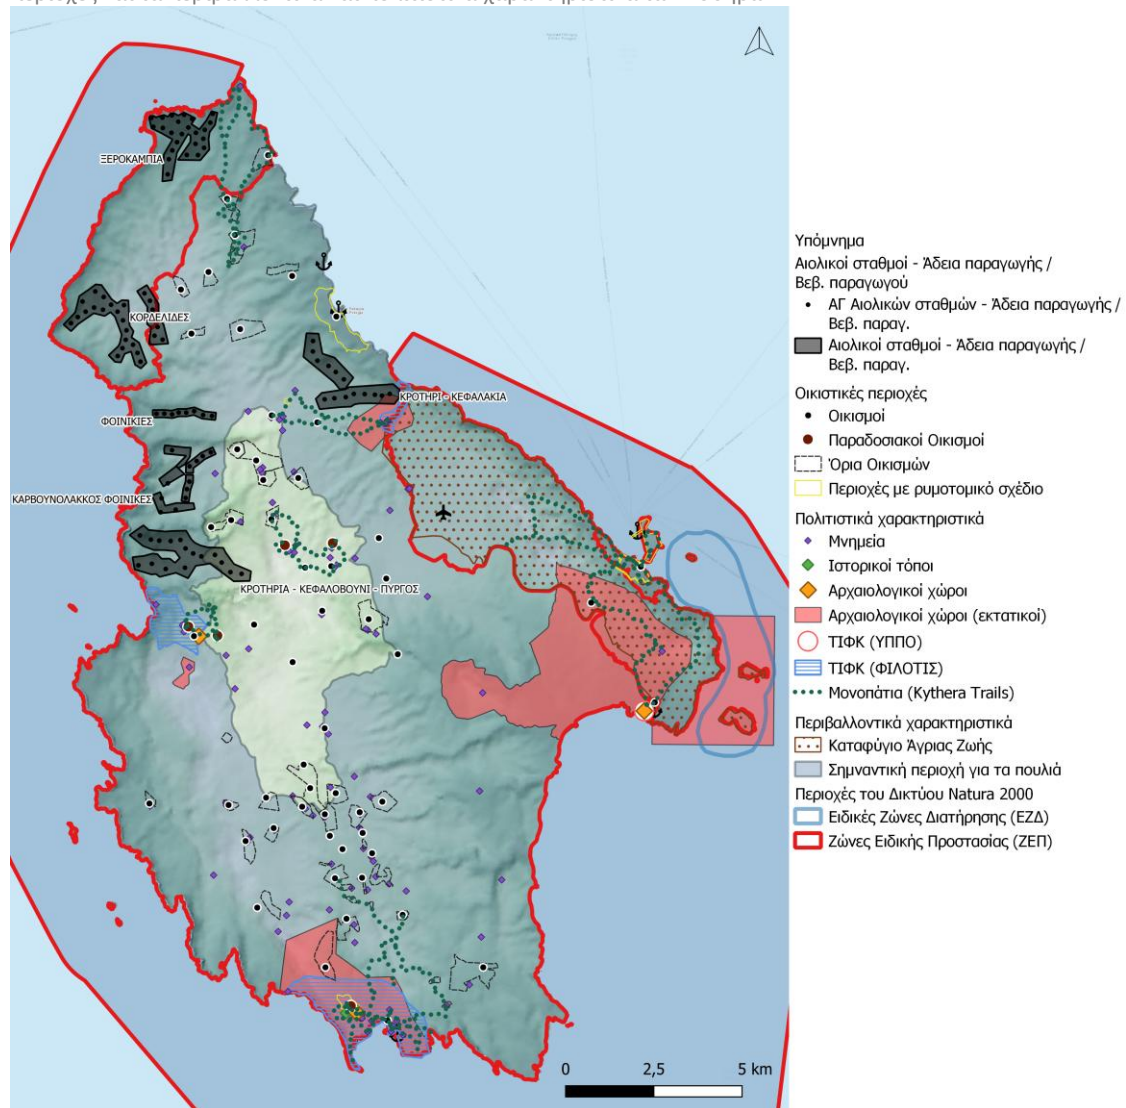 ΞΕΡΟΚΑΜΠΙΑ
ΚΟΡΔΕΛΙΔΕΣ
ΚΡΟΤΗΡΙ - ΚΕΦΑΛΑΚΙΑ
ΦΟΙΝΙΚΙΕΣ
ΚΑΡΒΟΥΝΟΛΑΚΚΟΣ ΦΟΙΝΙΚΕΣ
ΚΡΟΤΗΡΙΑ - ΚΕΦΑΛΟΒΟΥΝΙ - ΠΥΡΓΟΣ
0 2,5 5 km
Υπόμνημα
Αιολικοί σταθμοί - Άδεια παραγωγής /
Βεβ. παραγωγού
ΑΓ Αιολικών σταθμών - Άδεια παραγωγής /
Βεβ. παραγ.
Αιολικοί σταθμοί - Άδεια παραγωγής /
Βεβ. παραγ.
Οικιστικές περιοχές
Οικισμοί
Παραδοσιακοί Οικισμοί
Όρια Οικισμών
Περιοχές με ρυμοτομικό σχέδιο
Πολιτιστικά χαρακτηριστικά
Μνημεία
Ιστορικοί τόποι
Αρχαιολογικοί χώροι
Αρχαιολογικοί χώροι (εκτατικοί)
ΤΙΦΚ (ΥΠΠΟ)
ΤΙΦΚ (ΦΙΛΟΤΙΣ)
Μονοπάτια (Kythera Trails)
Περιβαλλοντικά χαρακτηριστικά
Καταφύγιο Άγριας Ζωής
Σημναντική περιοχή για τα πουλιά
Περιοχές του Δικτύου Natura 2000
Ειδικές Ζώνες Διατήρησης (ΕΖΔ)
Ζώνες Ειδικής Προστασίας (ΖΕΠ)